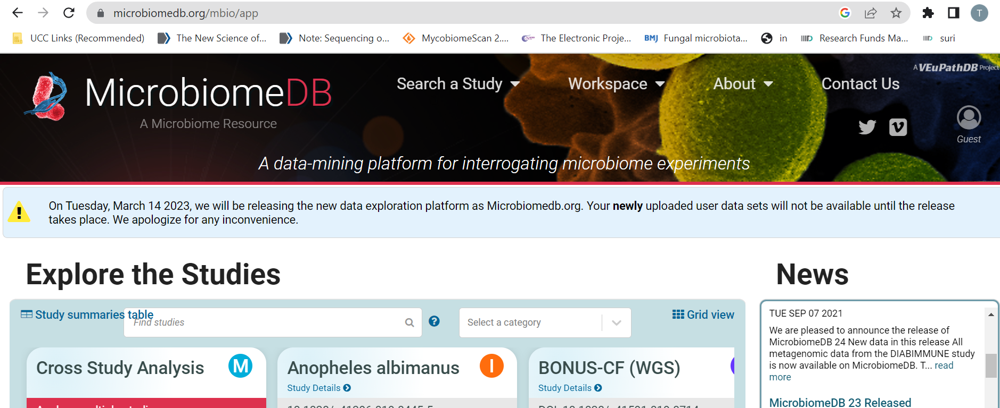 microbiomedb.org/mbio/app
T
UCC Links (Recommended)
The New Science of...
Note: Sequencing o...
MycobiomeScan 2....
The Electronic Proje...
BMJ Fungal microbiota...
in
Research Funds Ma...
suri
A VEuPathDB Project
MicrobiomeDB
A Microbiome Resource
Search a Study
Workspace
About
Contact Us
Guest
A data-mining platform for interrogating microbiome experiments
On Tuesday, March 14 2023, we will be releasing the new data exploration platform as Microbiomedb.org. Your newly uploaded user data sets will not be available until the release
takes place. We apologize for any inconvenience.
Explore the Studies
Study summaries table
Find studies
Select a category
Grid view
Cross Study Analysis
M
Anopheles albimanus
I
Study Details
BONUS-CF (WGS)
Study Details
News
TUE SEP 07 2021
We are pleased to announce the release of
MicrobiomeDB 24 New data in this release All
metagenomic data from the DIABIMMUNE study
is now available on MicrobiomeDB. T... read
more
MicrobiomeDB 23 Released